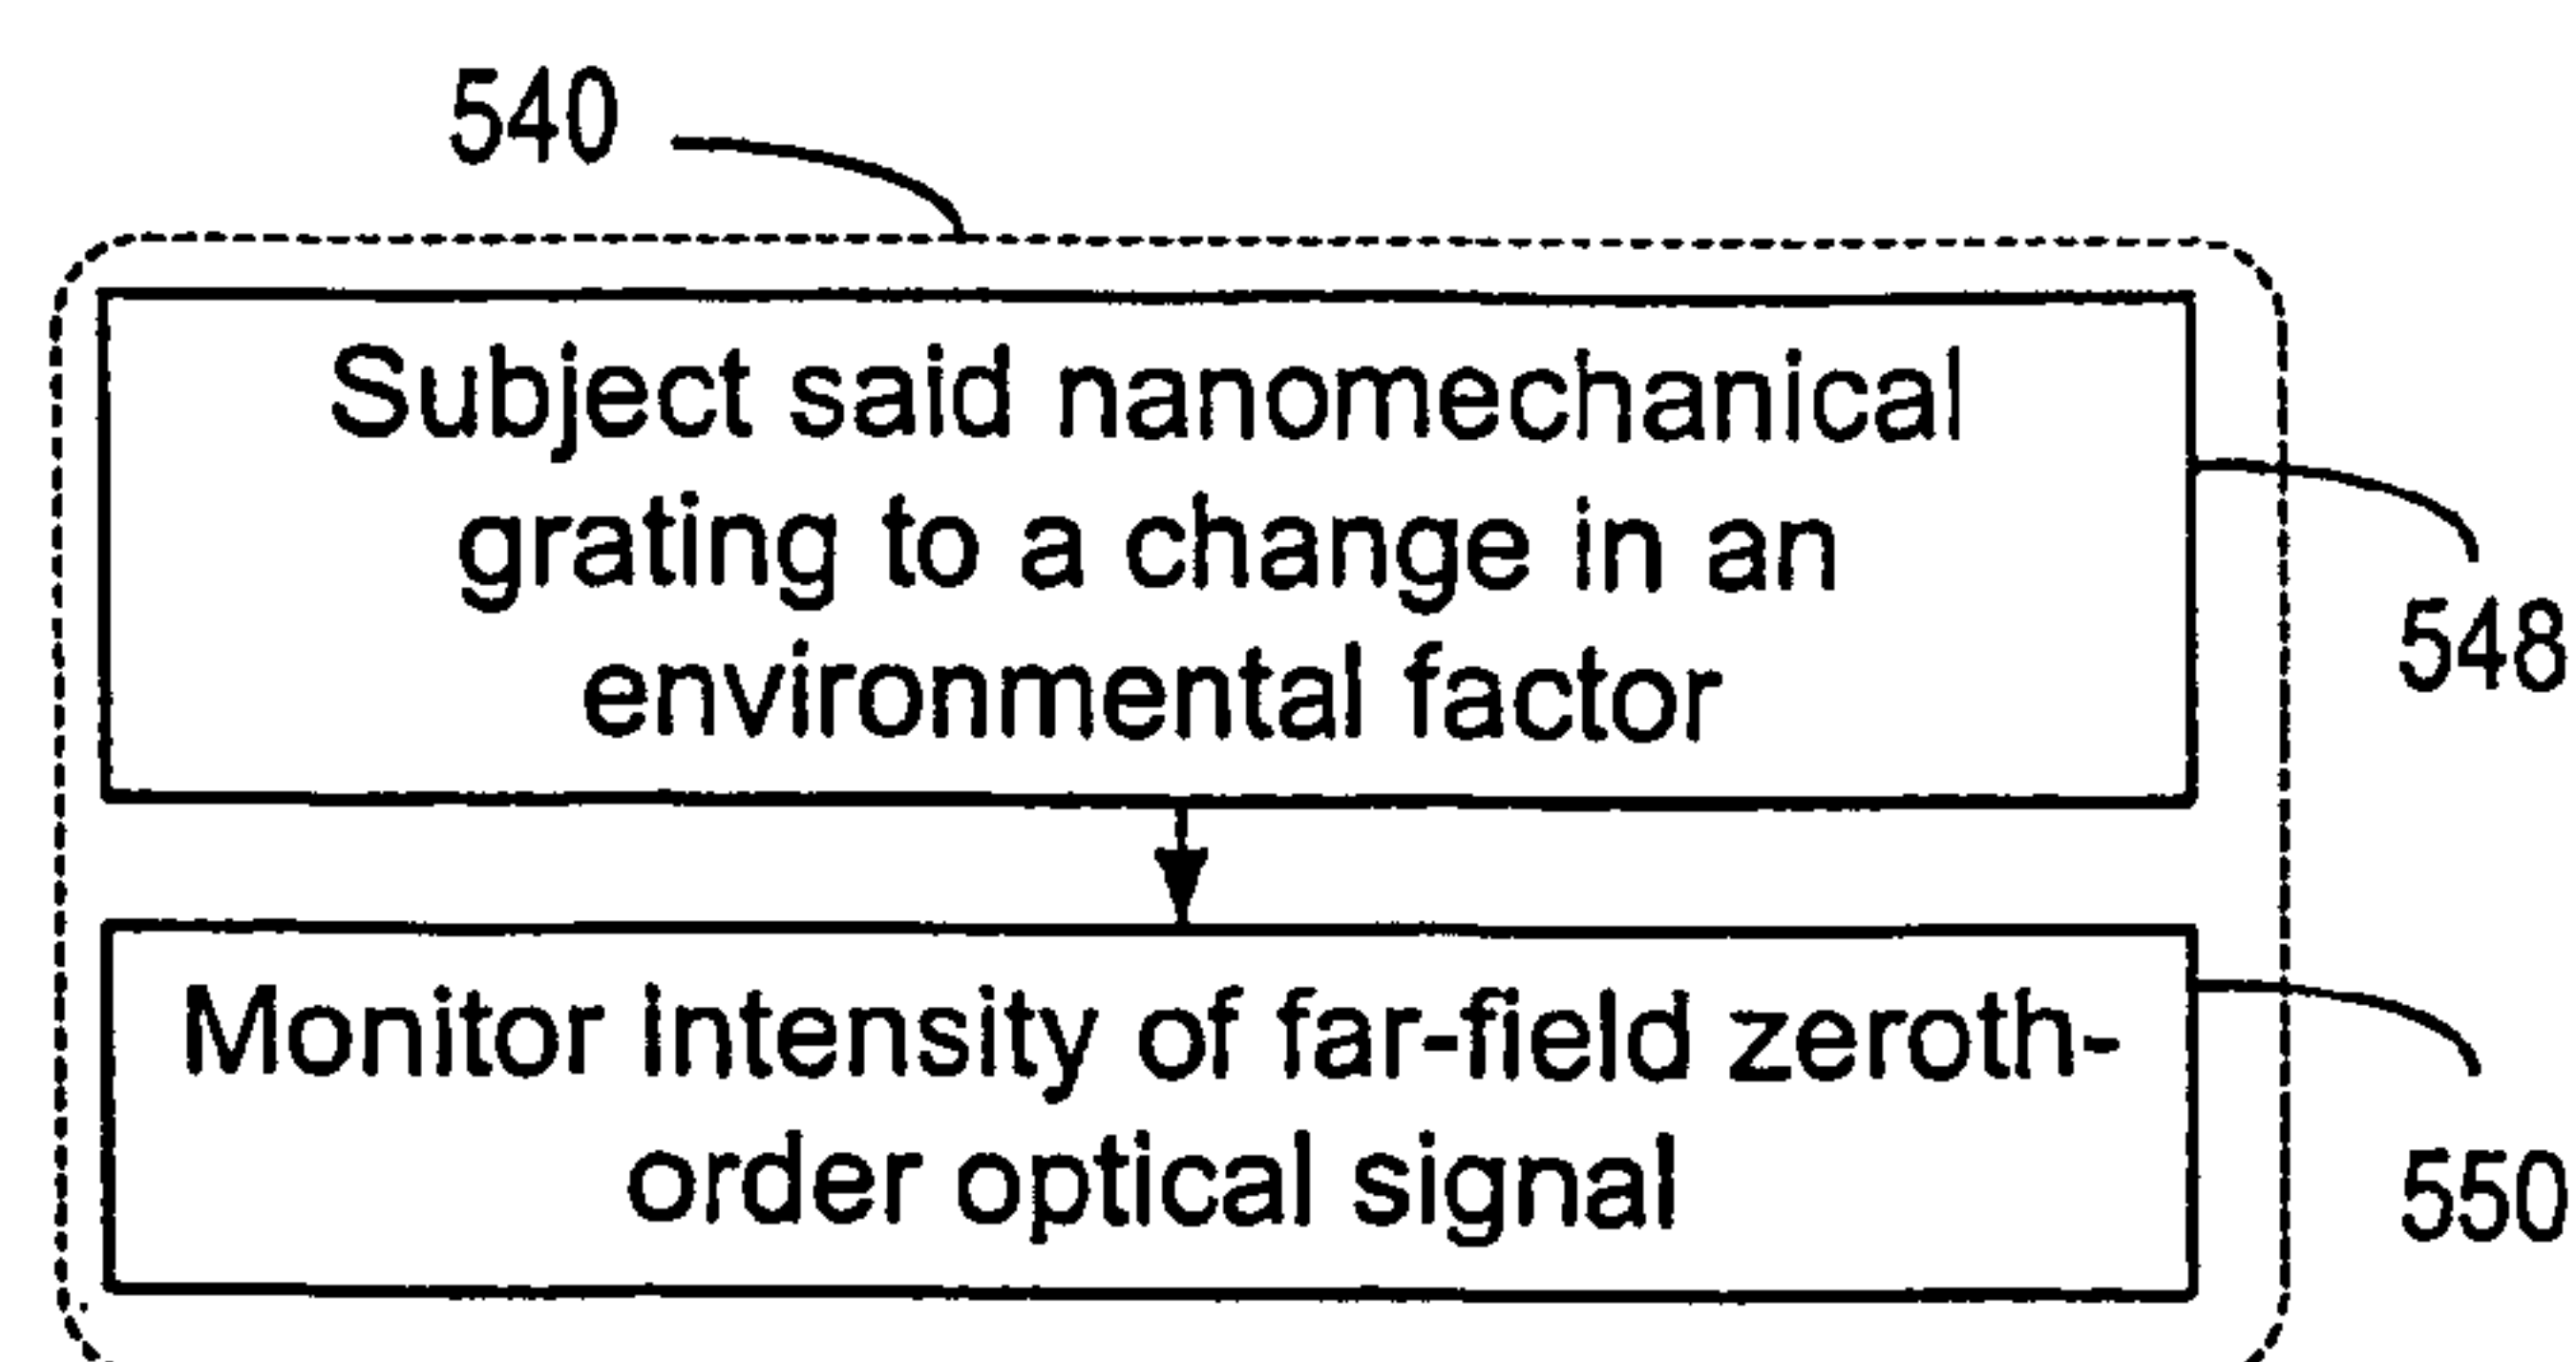 540
Subject said nanomechanical
grating to a change in an
environmental factor
548
Monitor Intensity of far-field zeroth-
order optical signal
550